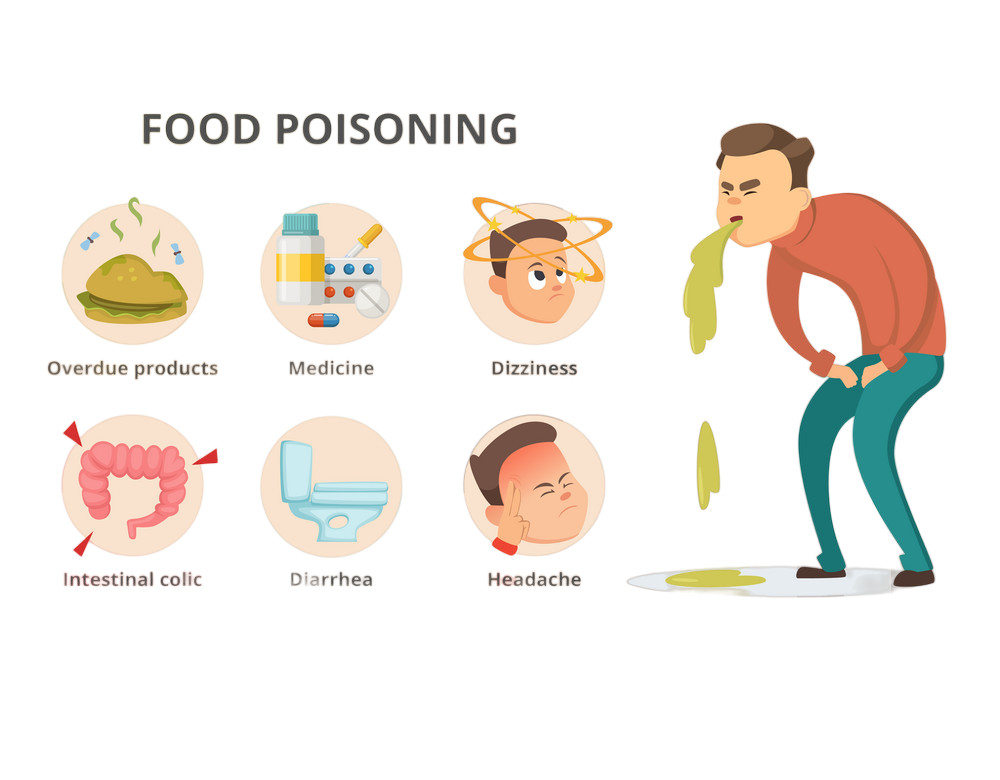 FOOD POISONING
Overdue products
Medicine
Dizziness
Intestinal colic
Diarrhea
Headache